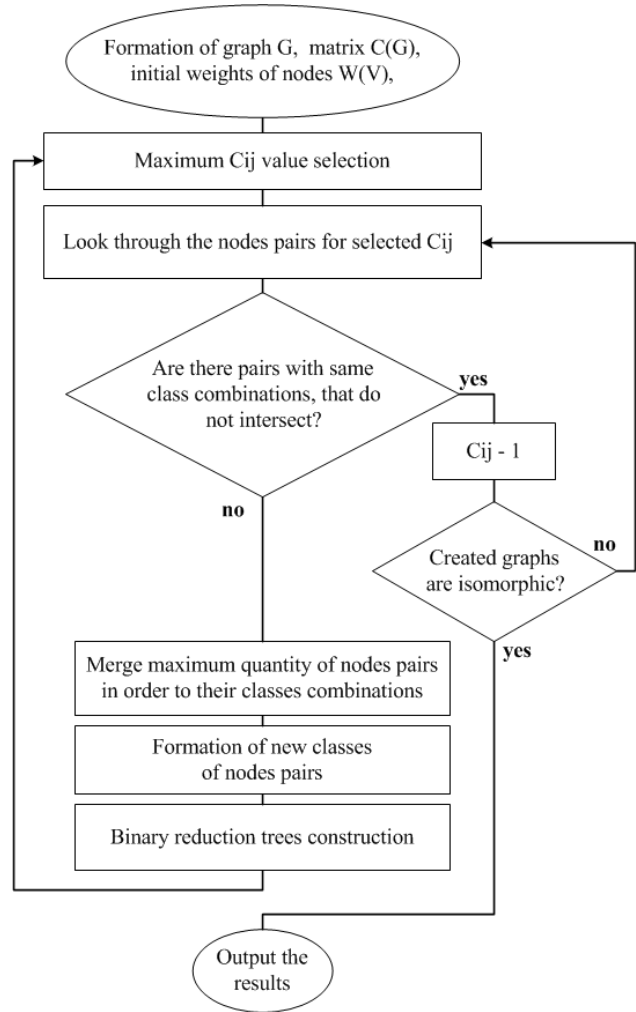 Formation of graph G, matrix C(G),
initial weights of nodes W(V),
Maximum Cij value selection
Look through the nodes pairs for selected Cij
Are there pairs with same
class combinations, that do
not intersect?
yes
Cij - 1
no
Created graphs
are isomorphic?
no
yes
Merge maximum quantity of nodes pairs
in order to their classes combinations
Formation of new classes
of nodes pairs
Binary reduction trees construction
Output the
results